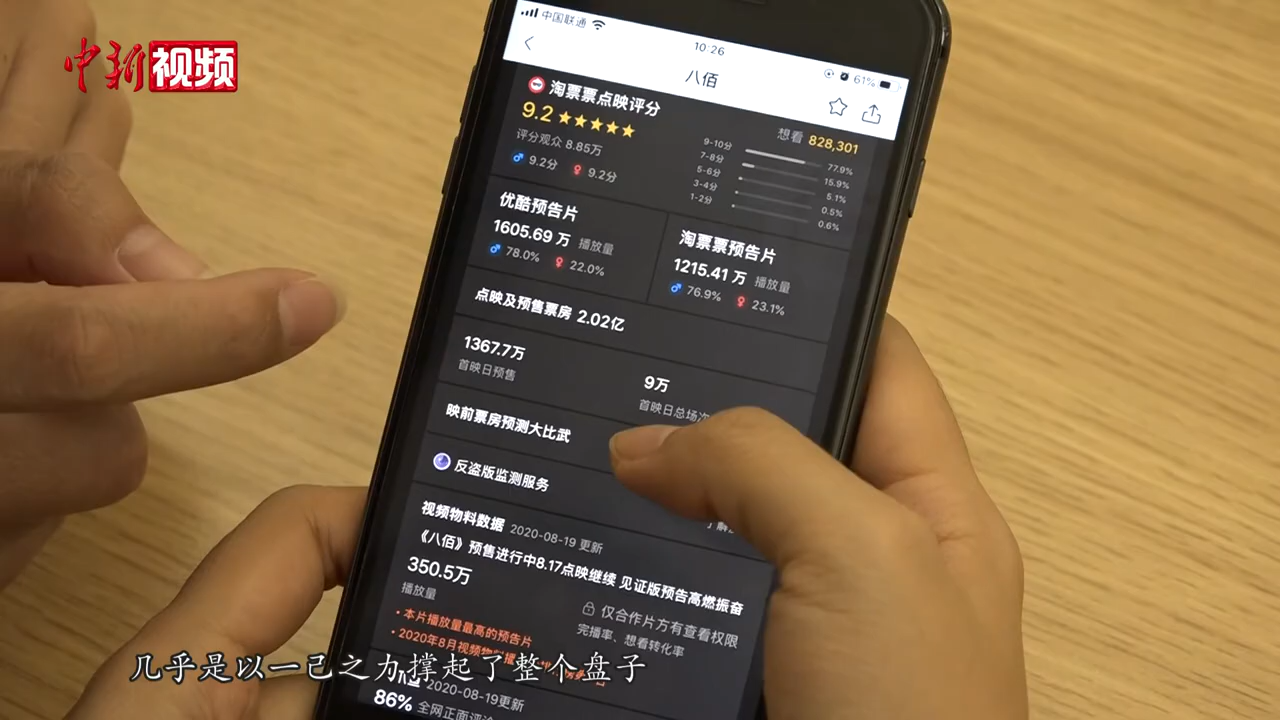 中新视频
中国联通
10:26
61%
八佰
淘票票点映评分
9.2
想看 828,301
评分观众 8.85万
9.2分 9.2分
9-10分 77.9%
7-8分 15.9%
5-6分 5.1%
3-4分 0.5%
1-2分 0.6%
优酷预告片
1605.69 万 播放量
78.0% 22.0%
淘票票预告片
1215.41 万 播放量
76.9% 23.1%
点映及预售票房 2.02亿
1367.7万
首映日预售
9万
首映日总场次
映前票房预测大比武
反盗版监测服务
视频物料数据 2020-08-19 更新
《八佰》预售进行中8.17点映继续 见证版预告高燃振奋
350.5万
播放量
仅合作片方有查看权限
完播率、想看转化率
• 本片播放量最高的预告片
• 2020年8月视频物料播
2020-08-19更新
86% 全网正面评论
几乎是以一己之力撑起了整个盘子